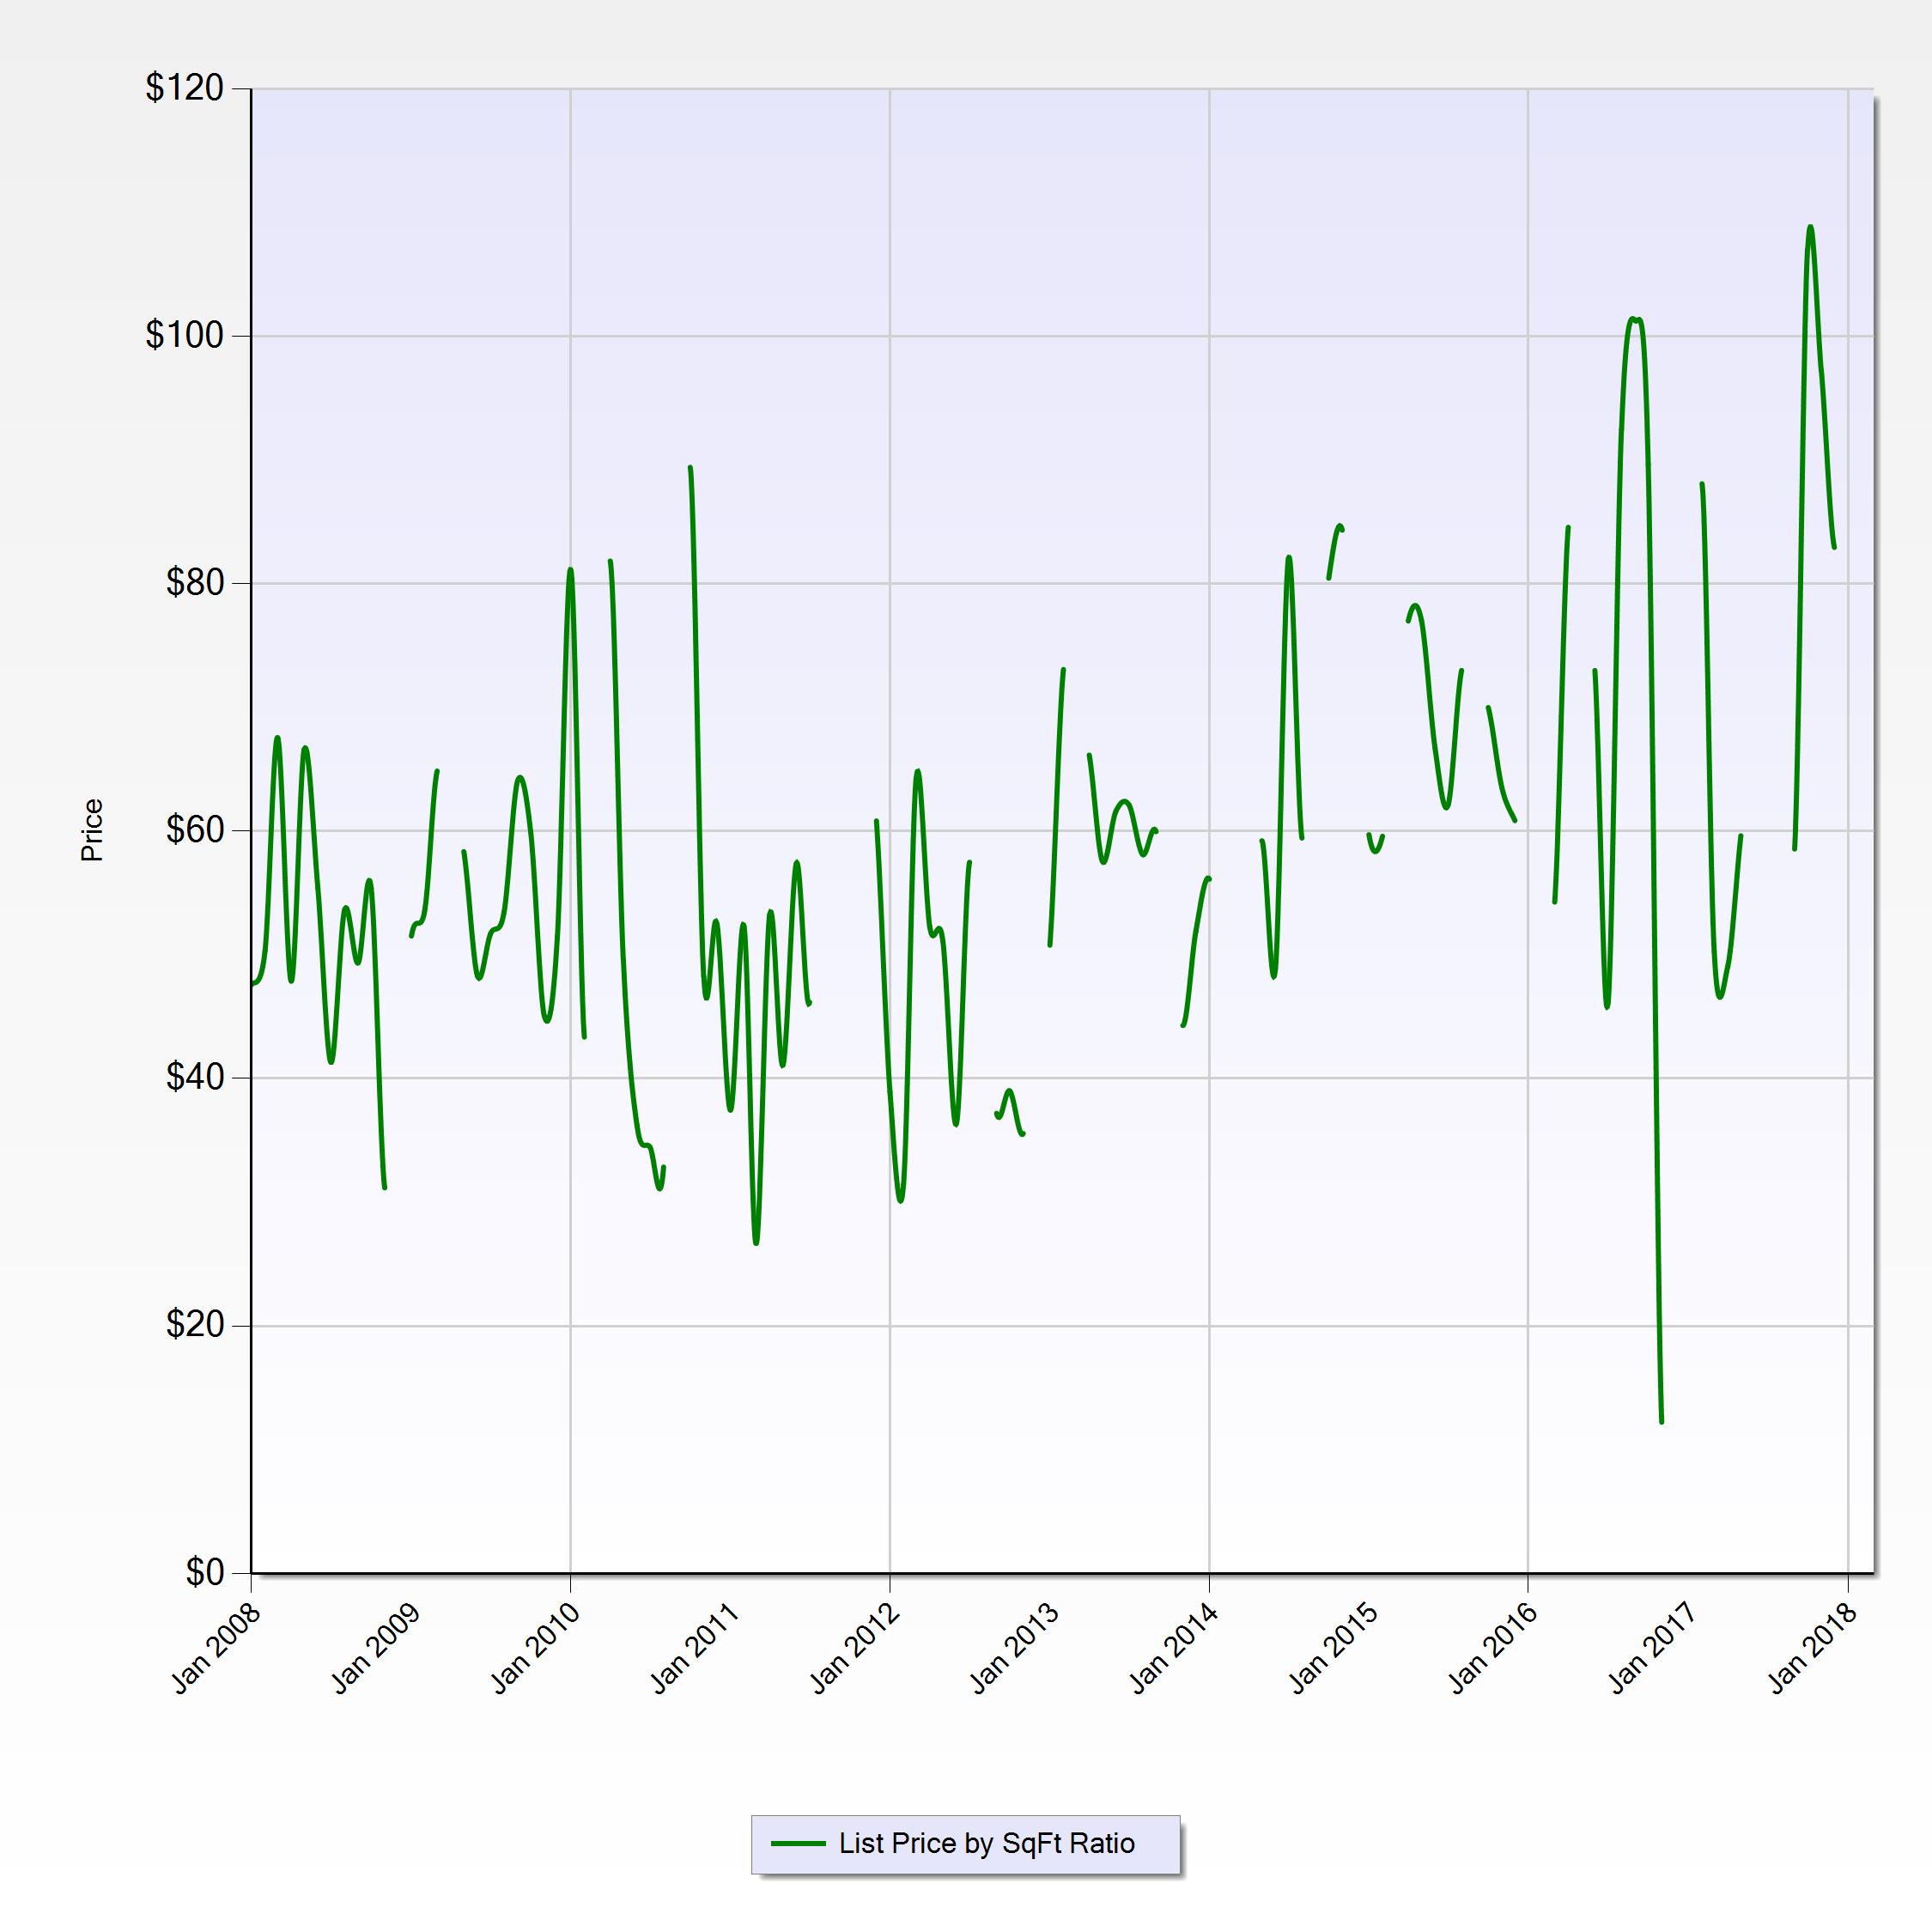 $120
$100
$80
$60
$40
$20
$0
Price
Jan 2008
Jan 2009
Jan 2010
Jan 2011
Jan 2012
Jan 2013
Jan 2014
Jan 2015
Jan 2016
Jan 2017
Jan 2018
List Price by SqFt Ratio